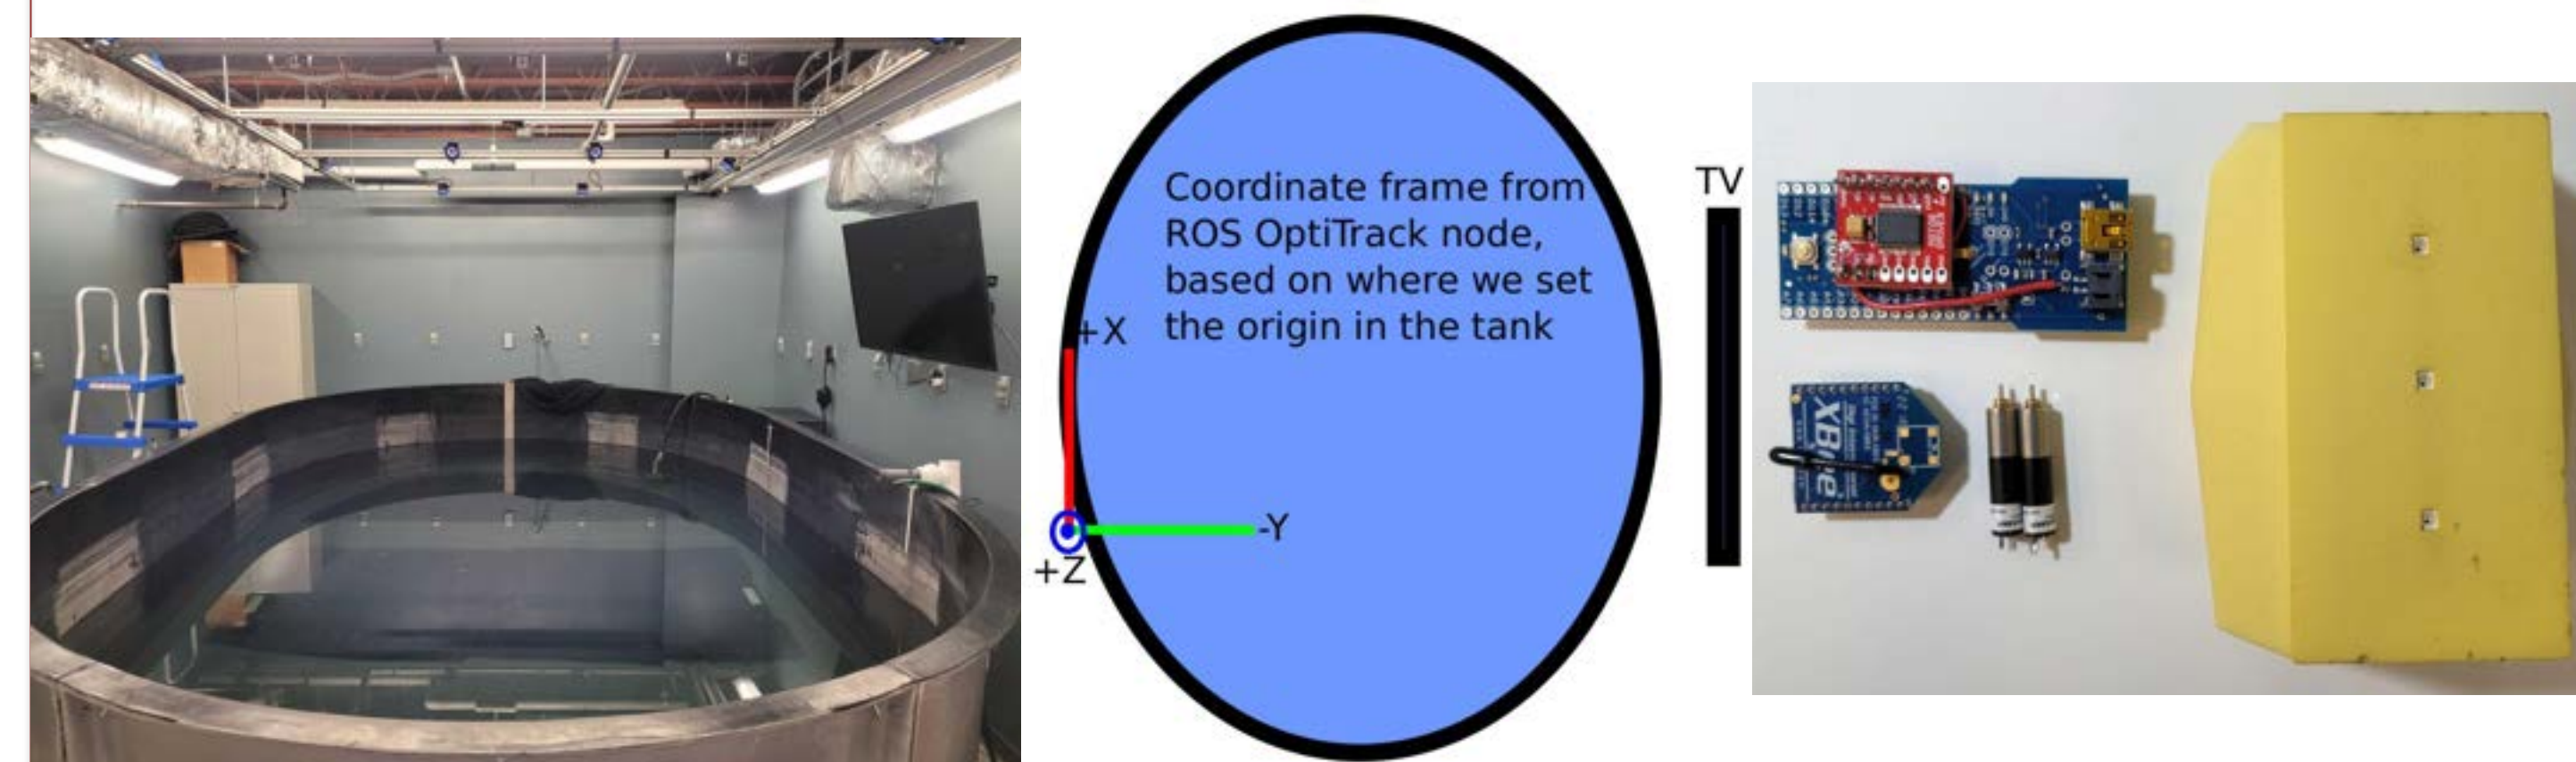 Coordinate frame from
ROS OptiTrack node,
based on where we set
the origin in the tank
+X
-Y
+Z
TV
XBee